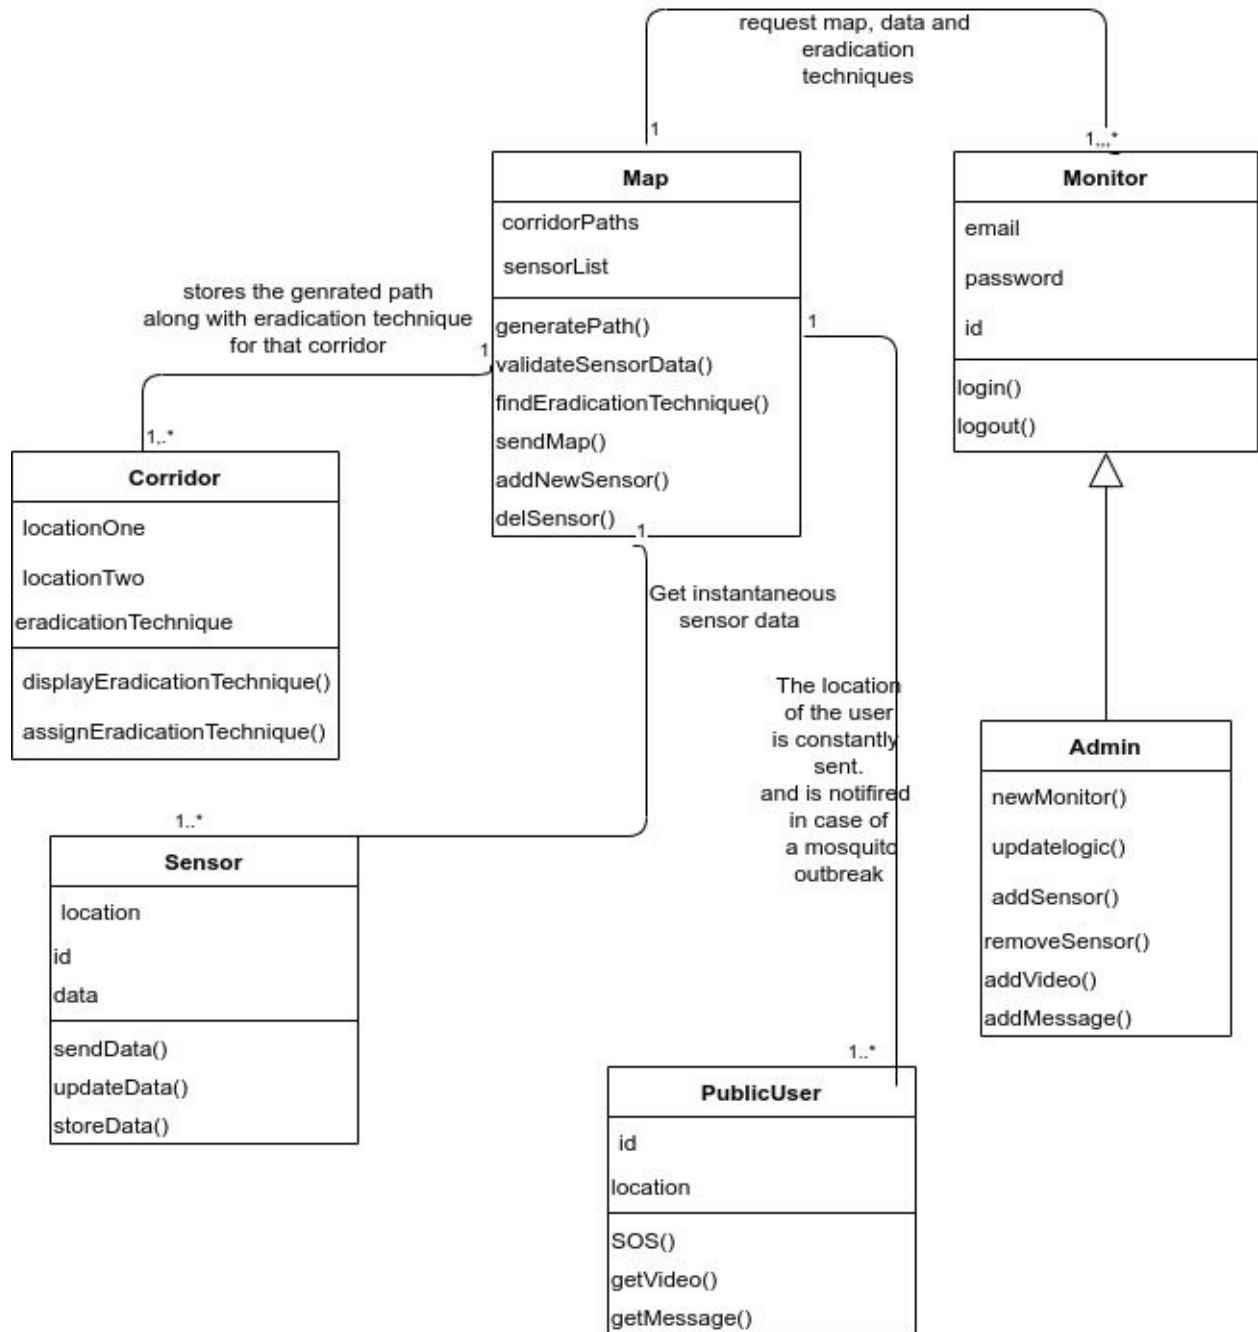 request map, data and
eradication
techniques
1
1,,,*
Map
corridorPaths
sensorList
generatePath()
validateSensorData()
findEradicationTechnique()
sendMap()
addNewSensor()
delSensor()
Monitor
email
password
id
login()
logout()
stores the genrated path
along with eradication technique
for that corridor
1
1,.*
Corridor
locationOne
locationTwo
eradicationTechnique
displayEradicationTechnique()
assignEradicationTechnique()
1
Get instantaneous
sensor data
1..*
Sensor
location
id
data
sendData()
updateData()
storeData()
1
The location
of the user
is constantly
sent.
and is notifired
in case of
a mosquito
outbreak
1..*
PublicUser
id
location
SOS()
getVideo()
getMessage()
Admin
newMonitor()
updatelogic()
addSensor()
removeSensor()
addVideo()
addMessage()